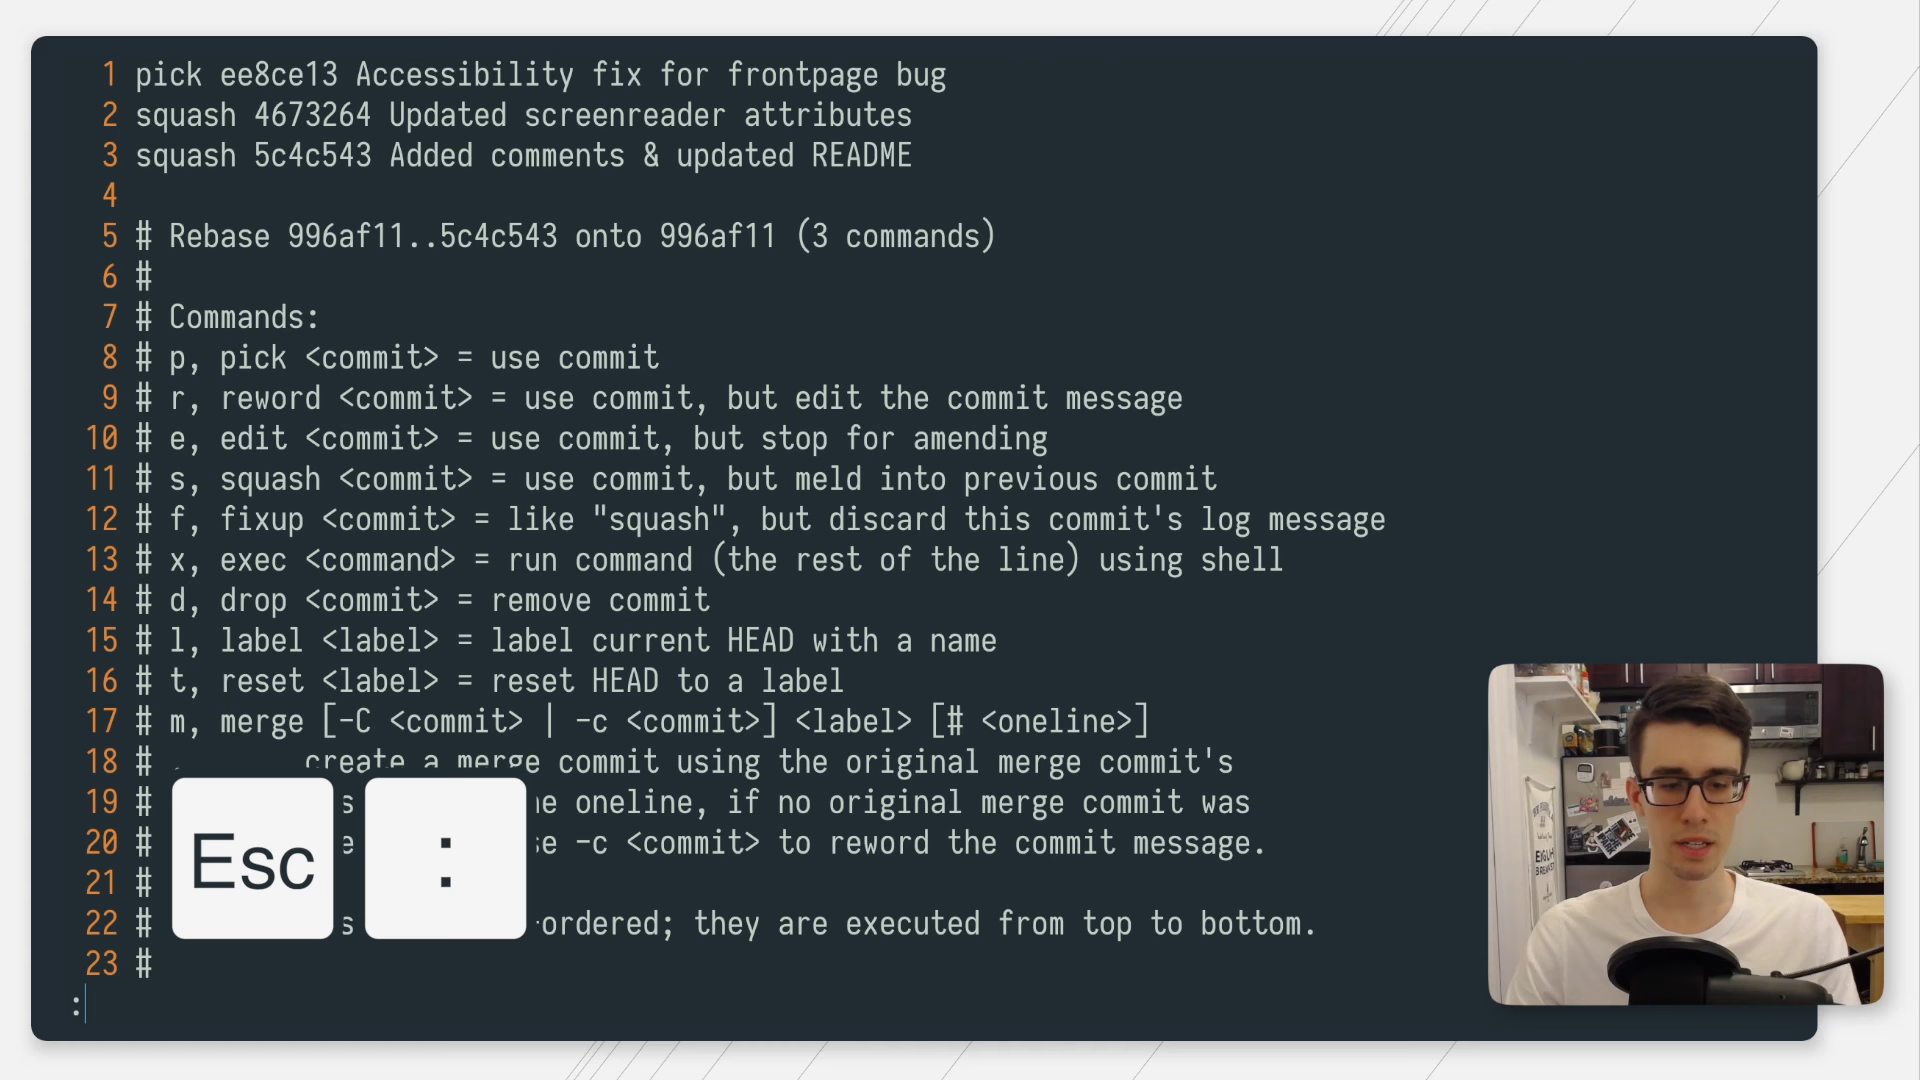 1 pick ee8ce13 Accessibility fix for frontpage bug
2 squash 4673264 Updated screenreader attributes
3 squash 5c4c543 Added comments & updated README
4
5 # Rebase 996af11..5c4c543 onto 996af11 (3 commands)
6 #
7 # Commands:
8 # p, pick <commit> = use commit
9 # r, reword <commit> = use commit, but edit the commit message
10 # e, edit <commit> = use commit, but stop for amending
11 # s, squash <commit> = use commit, but meld into previous commit
12 # f, fixup <commit> = like "squash", but discard this commit's log message
13 # x, exec <command> = run command (the rest of the line) using shell
14 # d, drop <commit> = remove commit
15 # l, label <label> = label current HEAD with a name
16 # t, reset <label> = reset HEAD to a label
17 # m, merge [-C <commit> | -c <commit>] <label> [# <oneline>]
18 # create a merge commit using the original merge commit's
19 # oneline, if no original merge commit was
20 # -c <commit> to reword the commit message.
21 #
22 # ordered; they are executed from top to bottom.
23 #
Esc :
:
ENGLISH
BREAKFAST